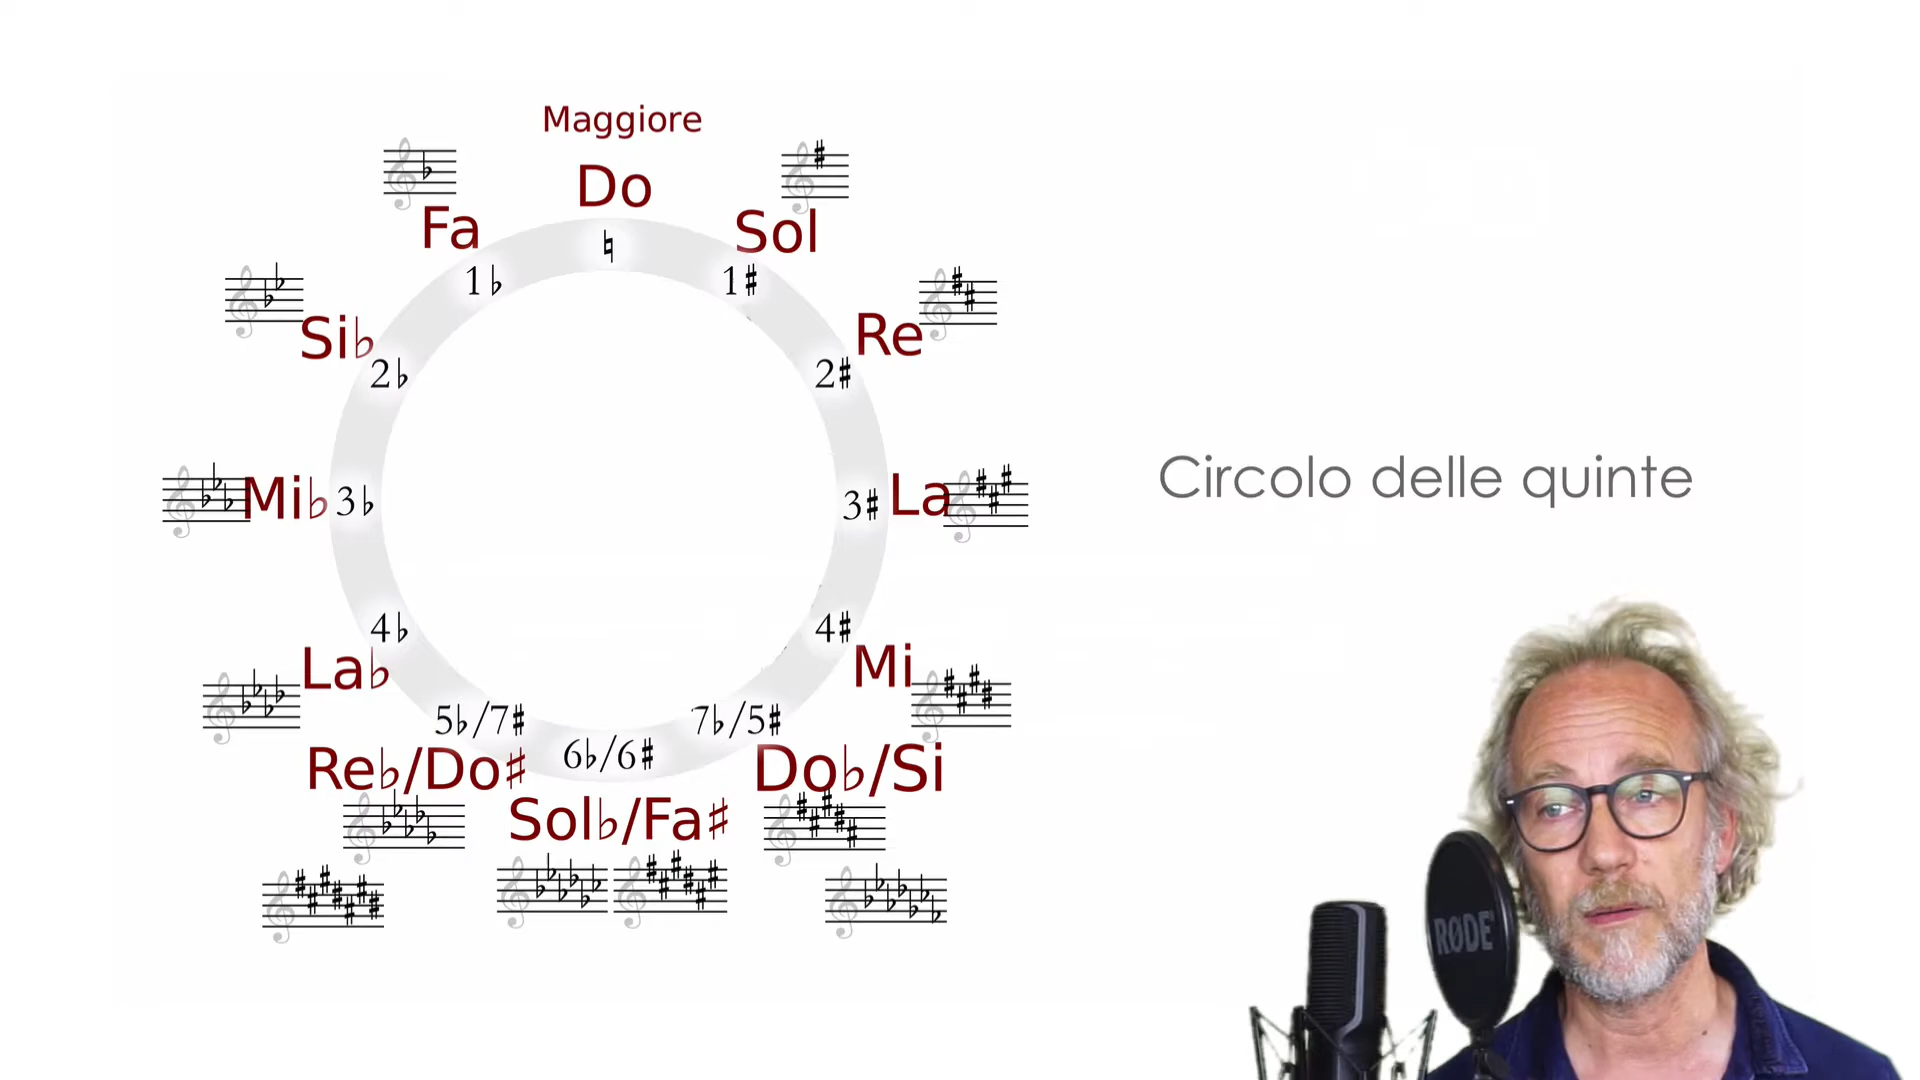 Maggiore
Do
♮
Sol
1♯
Re
2♯
La
3♯
Mi
4♯
Do♭/Si
7♭/5♯
Sol♭/Fa♯
6♭/6♯
Re♭/Do♯
5♭/7♯
La♭
4♭
Mi♭
3♭
Si♭
2♭
Fa
1♭
Circolo delle quinte
RØDE